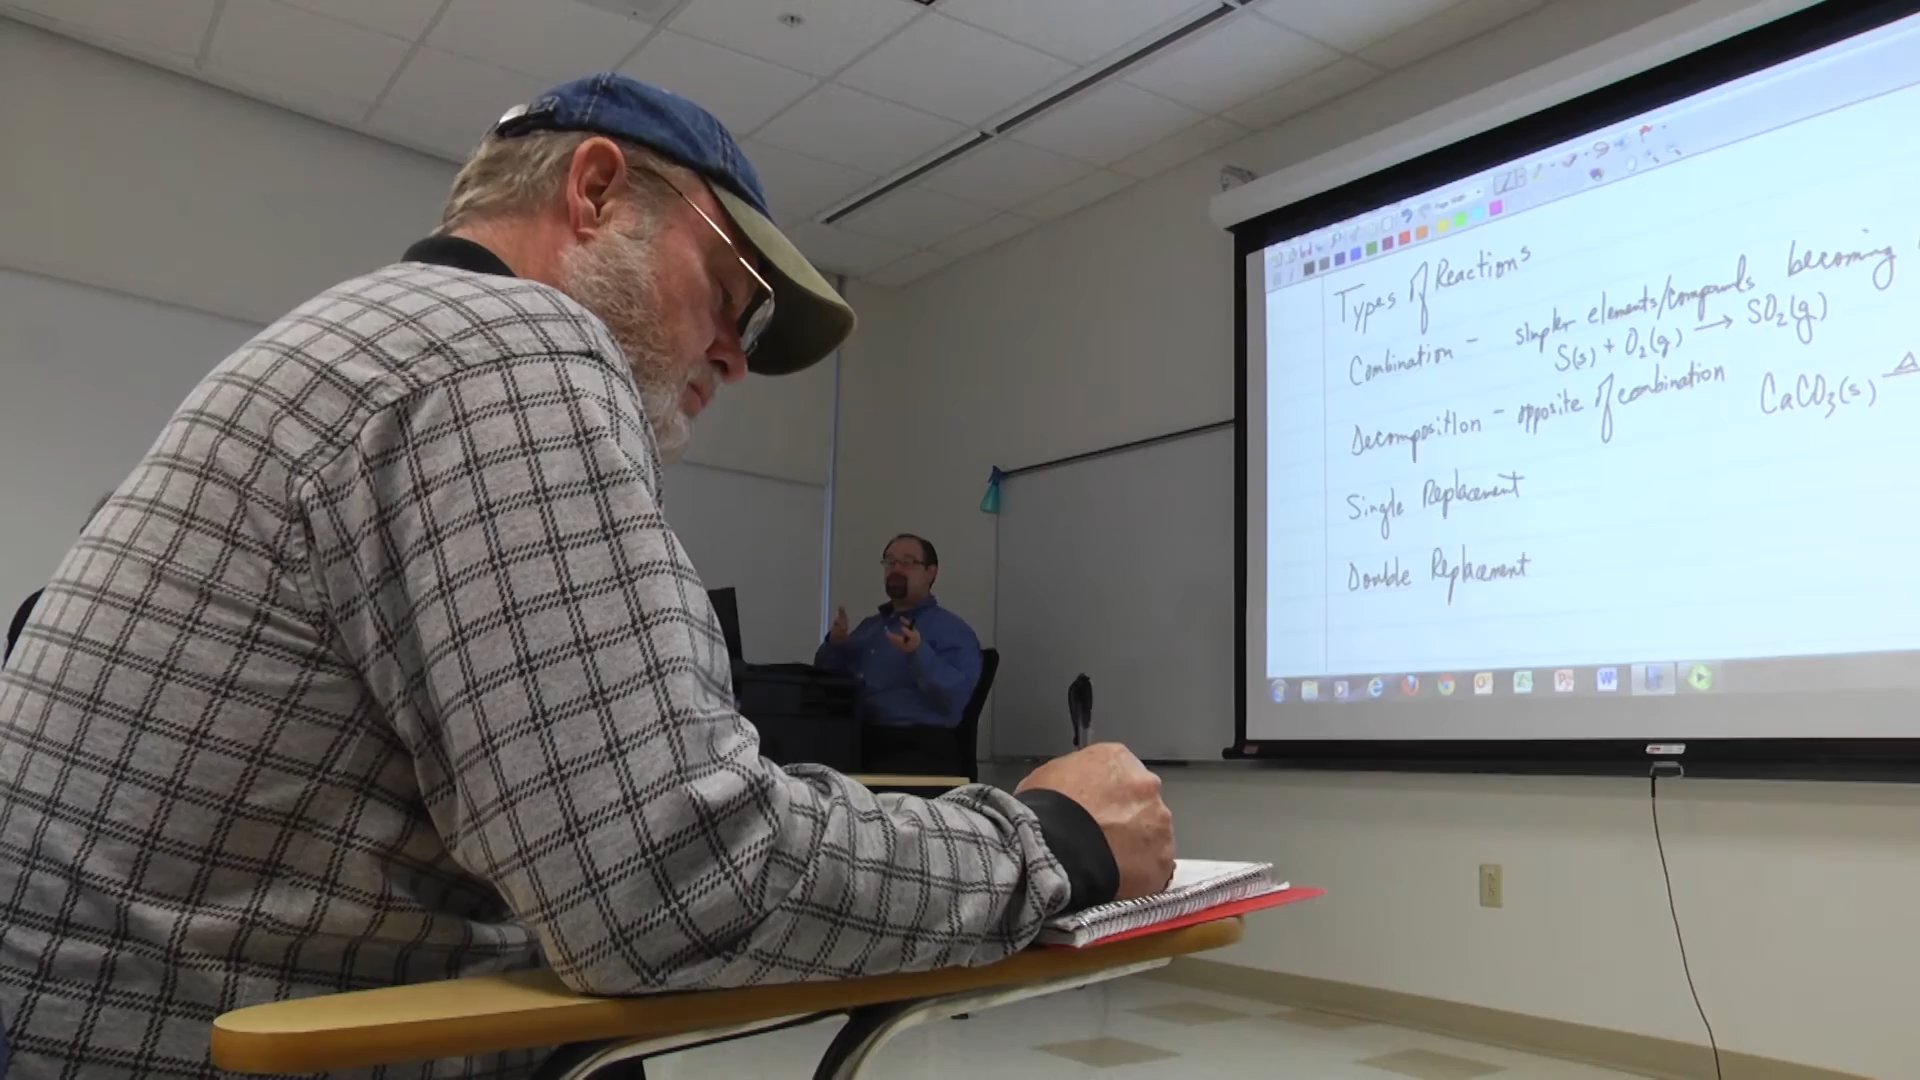 Types of Reactions
Combination - simpler elements/compounds becoming
S(s) + O₂(g) → SO₂(g)
Decomposition - opposite of combination CaCO₃(s) Δ
Single Replacement
Double Replacement